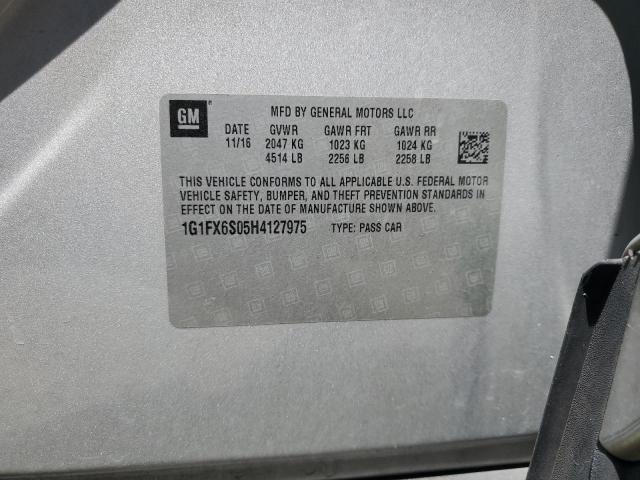 GM
MFD BY GENERAL MOTORS LLC
DATE GVWR GAWR FRT GAWR RR
11/16 2047 KG 1023 KG 1024 KG
4514 LB 2256 LB 2258 LB
THIS VEHICLE CONFORMS TO ALL APPLICABLE U.S. FEDERAL MOTOR
VEHICLE SAFETY, BUMPER, AND THEFT PREVENTION STANDARDS IN
EFFECT ON THE DATE OF MANUFACTURE SHOWN ABOVE.
1G1FX6S05H4127975 TYPE: PASS CAR